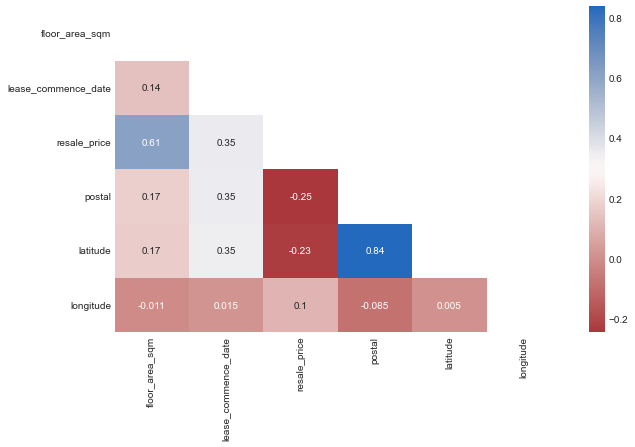 floor_area_sqm
lease_commence_date 0.14
resale_price 0.61 0.35
postal 0.17 0.35 -0.25
latitude 0.17 0.35 -0.23 0.84
longitude -0.011 0.015 0.1 -0.085 0.005
floor_area_sqm
lease_commence_date
resale_price
postal
latitude
longitude
0.8
0.6
0.4
0.2
0.0
−0.2